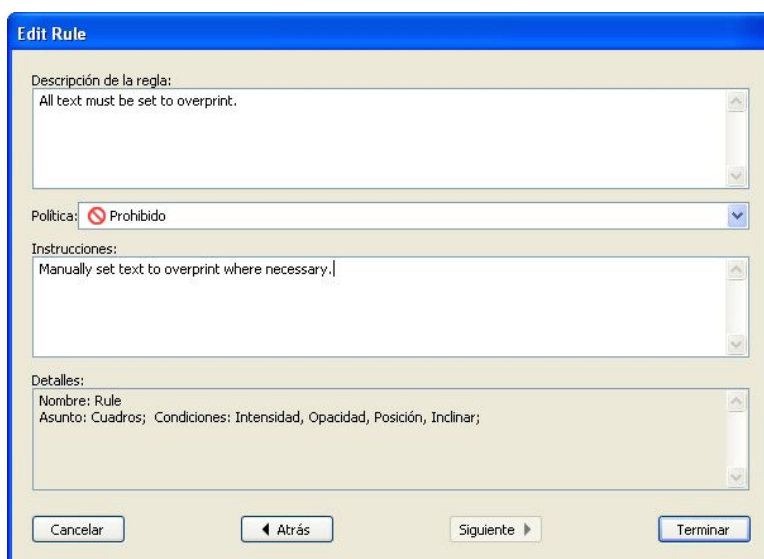 Edit Rule
Descripción de la regla:
All text must be set to overprint.
Política: Prohibido
Instrucciones:
Manually set text to overprint where necessary.
Detalles:
Nombre: Rule
Asunto: Cuadros; Condiciones: Intensidad, Opacidad, Posición, Inclinar;
Cancelar Atrás Siguiente Terminar